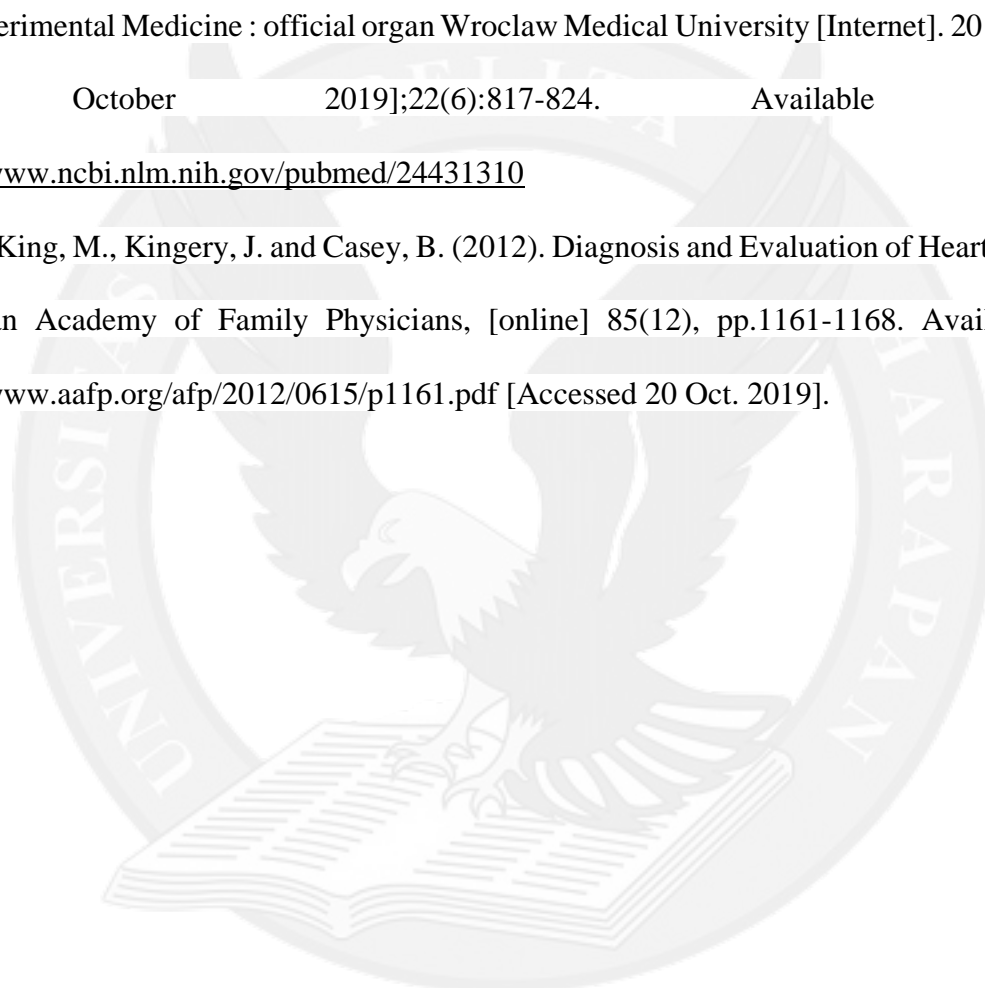 erimental Medicine : official organ Wroclaw Medical University [Internet]. 20
October 2019];22(6):817-824. Available
www.ncbi.nlm.nih.gov/pubmed/24431310
King, M., Kingery, J. and Casey, B. (2012). Diagnosis and Evaluation of Heart
an Academy of Family Physicians, [online] 85(12), pp.1161-1168. Avail
www.aafp.org/afp/2012/0615/p1161.pdf [Accessed 20 Oct. 2019].
UNIVERSITAS PELITA HARAPAN